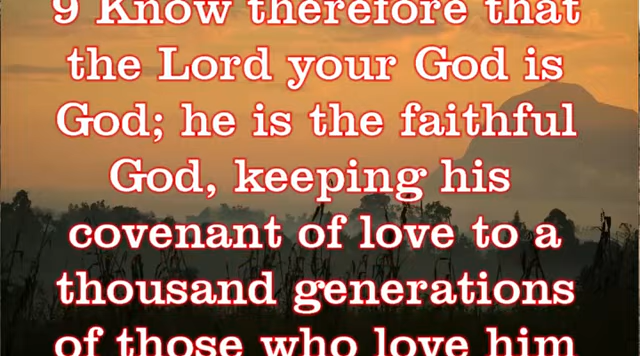 9 Know therefore that
the Lord your God is
God; he is the faithful
God, keeping his
covenant of love to a
thousand generations
of those who love him